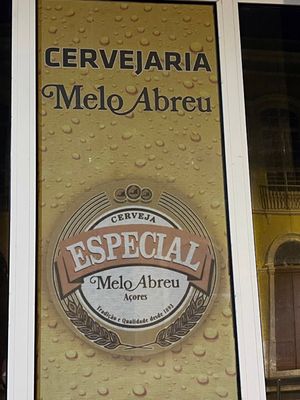 CERVEJARIA
Melo Abreu
CERVEJA
ESPECIAL
Melo Abreu
Açores
Tradição e Qualidade desde 1893